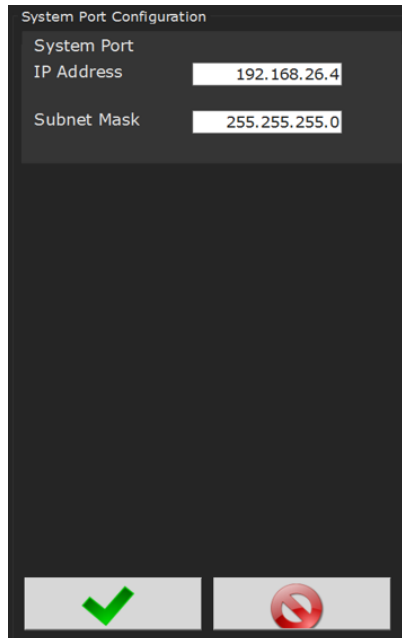 System Port Configuration
System Port
IP Address 192.168.26.4
Subnet Mask 255.255.255.0